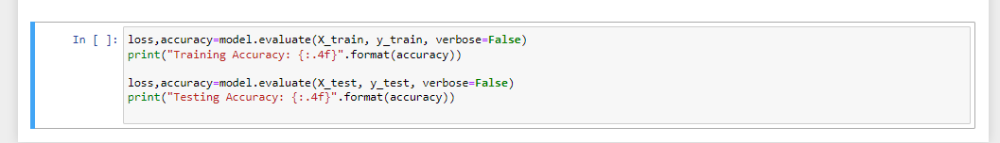 In [ ]: loss,accuracy=model.evaluate(X_train, y_train, verbose=False)
print("Training Accuracy: {:.4f}".format(accuracy))
loss,accuracy=model.evaluate(X_test, y_test, verbose=False)
print("Testing Accuracy: {:.4f}".format(accuracy))